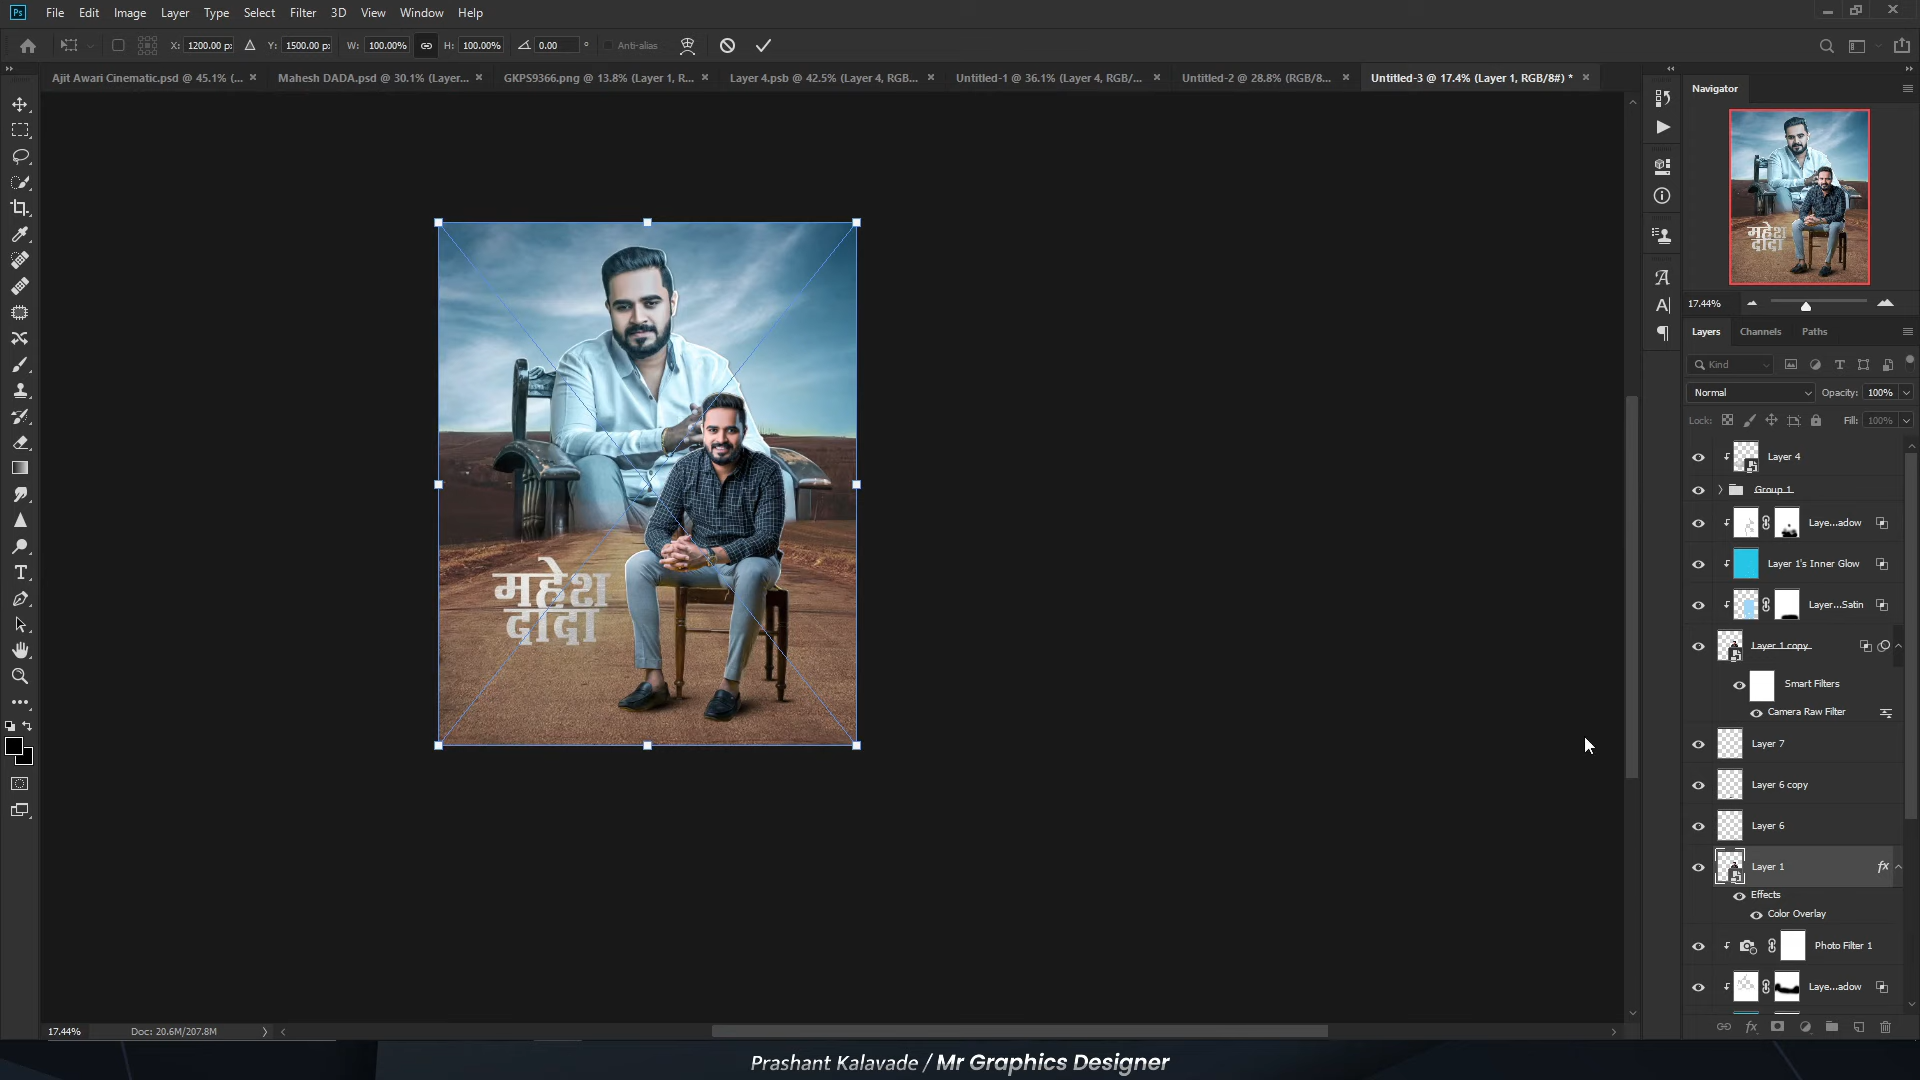 Ps File Edit Image Layer Type Select Filter 3D View Window Help
X: 1200.00 p: Y: 1500.00 p: W: 100.00% H: 100.00% 0.00 ° Anti-alias
Ajit Awari Cinematic.psd @ 45.1% (... Mahesh DADA.psd @ 30.1% (Layer... GKPS9366.png @ 13.8% (Layer 1, R... Layer 4.psb @ 42.5% (Layer 4, RGB... Untitled-1 @ 36.1% (Layer 4, RGB/... Untitled-2 @ 28.8% (RGB/8... Untitled-3 @ 17.4% (Layer 1, RGB/8#) *
Navigator
17.44%
Layers Channels Paths
Kind
Normal Opacity: 100%
Lock: Fill: 100%
Layer 4
Group 1
Laye...adow
Layer 1's Inner Glow
Layer...Satin
Layer 1 copy
Smart Filters
Camera Raw Filter
Layer 7
Layer 6 copy
Layer 6
Layer 1 fx
Effects
Color Overlay
Photo Filter 1
Laye...adow
महेश
दादा
17.44% Doc: 20.6M/207.8M
Prashant Kalavade / Mr Graphics Designer